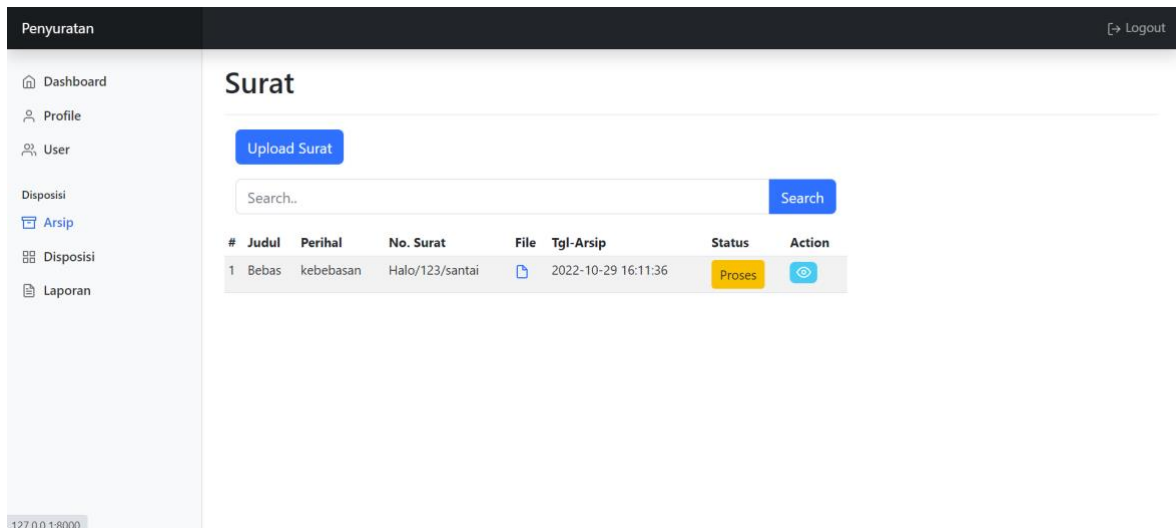 Penyuratan
Logout
Dashboard
Profile
User
Disposisi
Arsip
Disposisi
Laporan
Surat
Upload Surat
Search..
Search
# Judul Perihal No. Surat File Tgl-Arsip Status Action
1 Bebas kebebasan Halo/123/santai 2022-10-29 16:11:36 Proses
127.0.0.1:8000